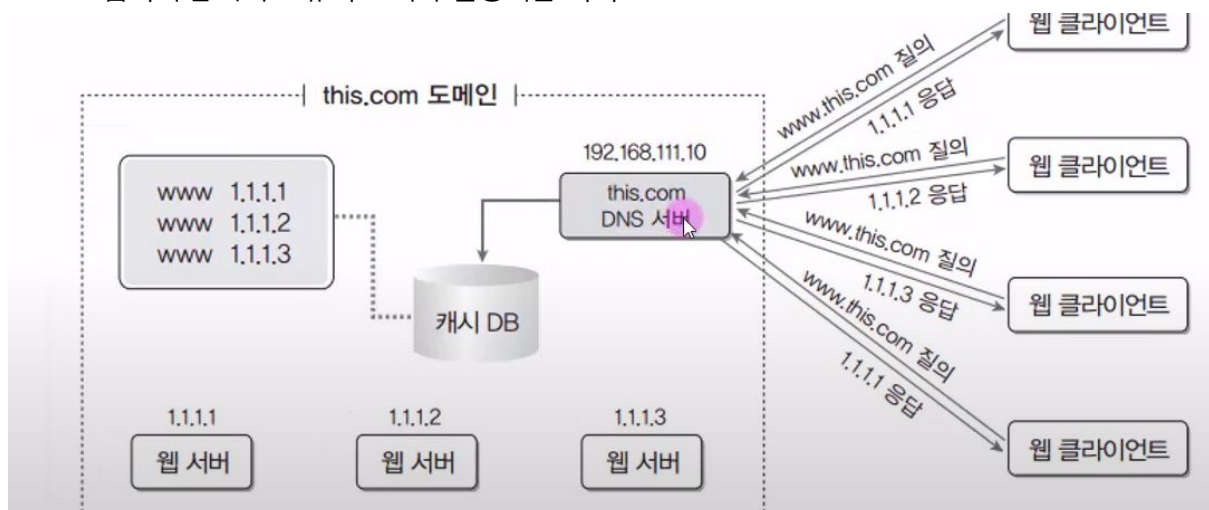 this.com 도메인
www 1.1.1.1
www 1.1.1.2
www 1.1.1.3
캐시 DB
192.168.111.10
this.com
DNS 서버
1.1.1.1
웹 서버
1.1.1.2
웹 서버
1.1.1.3
웹 서버
www.this.com 질의
1.1.1.1 응답
웹 클라이언트
www.this.com 질의
1.1.1.2 응답
웹 클라이언트
www.this.com 질의
1.1.1.3 응답
웹 클라이언트
www.this.com 질의
1.1.1.1 응답
웹 클라이언트